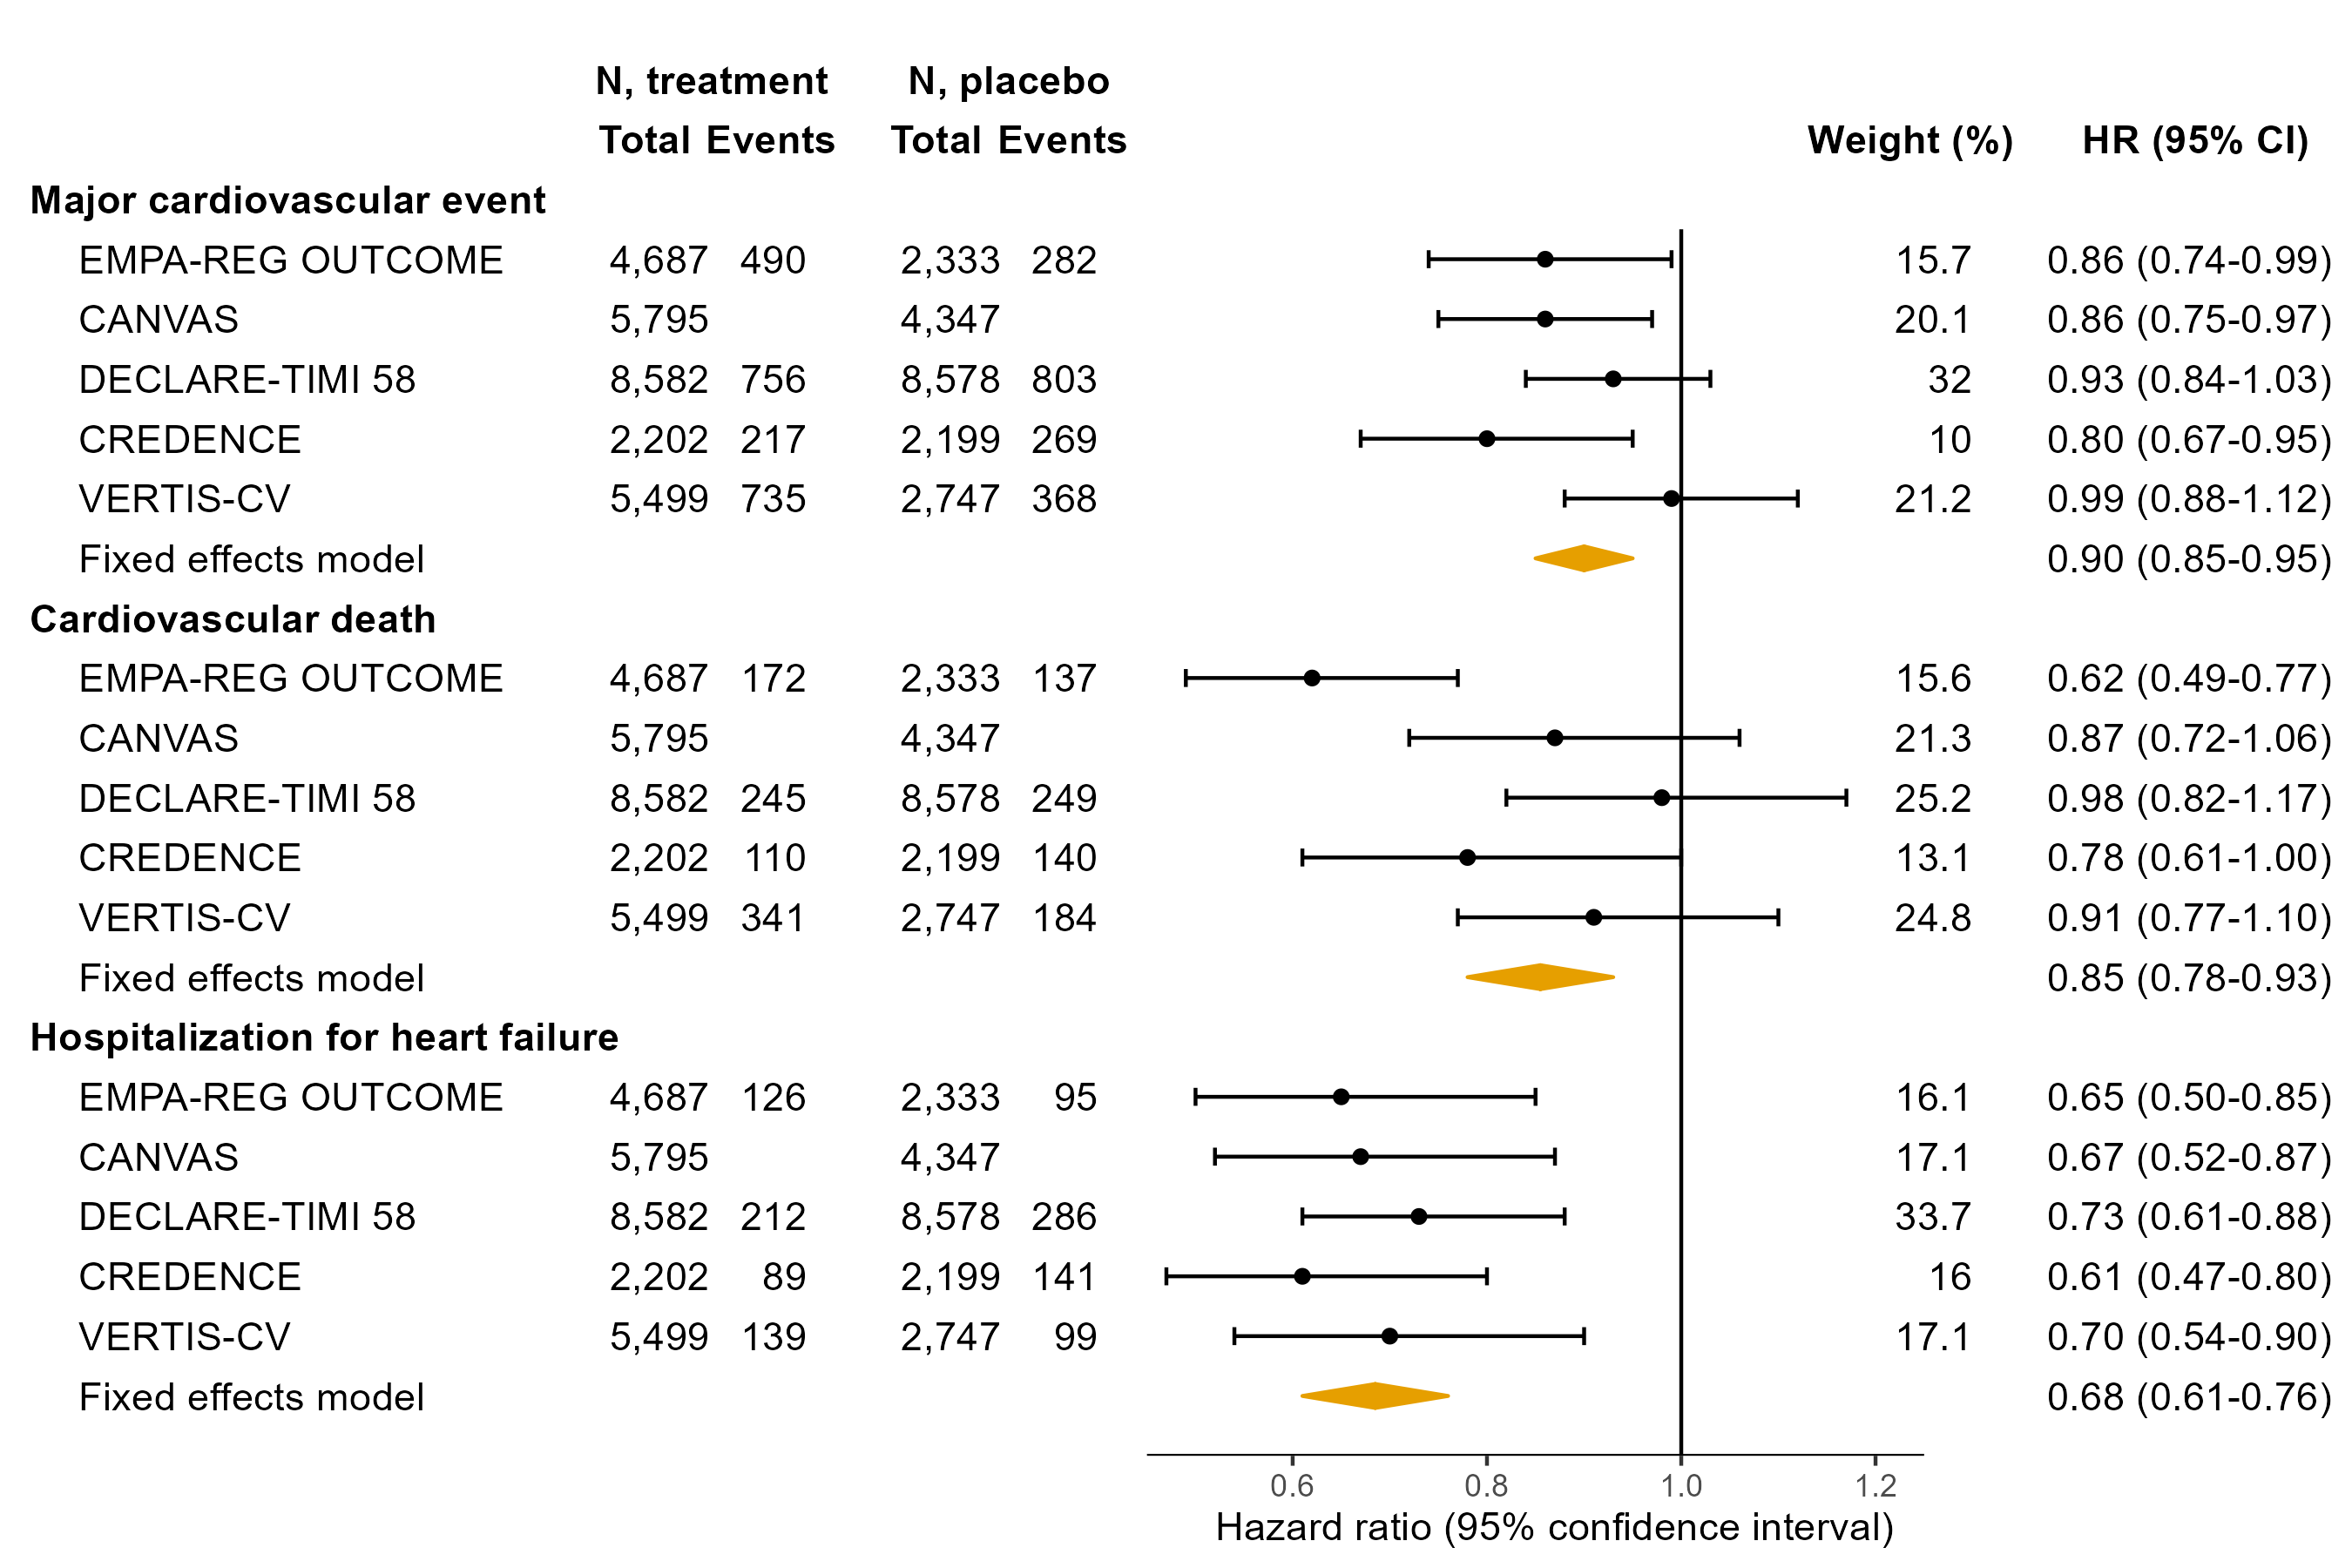 N, treatment N, placebo
Total Events Total Events Weight (%) HR (95% CI)
Major cardiovascular event
EMPA-REG OUTCOME 4,687 490 2,333 282 15.7 0.86 (0.74-0.99)
CANVAS 5,795 4,347 20.1 0.86 (0.75-0.97)
DECLARE-TIMI 58 8,582 756 8,578 803 32 0.93 (0.84-1.03)
CREDENCE 2,202 217 2,199 269 10 0.80 (0.67-0.95)
VERTIS-CV 5,499 735 2,747 368 21.2 0.99 (0.88-1.12)
Fixed effects model 0.90 (0.85-0.95)
Cardiovascular death
EMPA-REG OUTCOME 4,687 172 2,333 137 15.6 0.62 (0.49-0.77)
CANVAS 5,795 4,347 21.3 0.87 (0.72-1.06)
DECLARE-TIMI 58 8,582 245 8,578 249 25.2 0.98 (0.82-1.17)
CREDENCE 2,202 110 2,199 140 13.1 0.78 (0.61-1.00)
VERTIS-CV 5,499 341 2,747 184 24.8 0.91 (0.77-1.10)
Fixed effects model 0.85 (0.78-0.93)
Hospitalization for heart failure
EMPA-REG OUTCOME 4,687 126 2,333 95 16.1 0.65 (0.50-0.85)
CANVAS 5,795 4,347 17.1 0.67 (0.52-0.87)
DECLARE-TIMI 58 8,582 212 8,578 286 33.7 0.73 (0.61-0.88)
CREDENCE 2,202 89 2,199 141 16 0.61 (0.47-0.80)
VERTIS-CV 5,499 139 2,747 99 17.1 0.70 (0.54-0.90)
Fixed effects model 0.68 (0.61-0.76)
0.6 0.8 1.0 1.2
Hazard ratio (95% confidence interval)